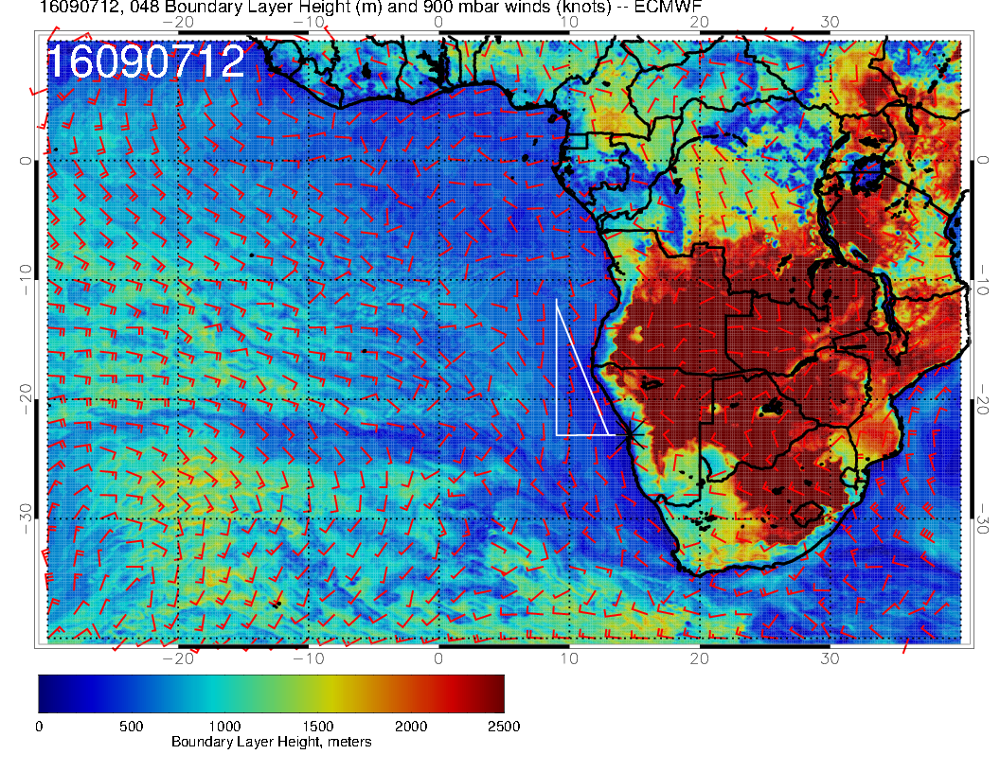 16090712, 048 Boundary Layer Height (m) and 900 mbar winds (knots) -- ECMWF
−20 −10 0 10 20 30
16090712
0 0
−10 −10
−20 −20
−30 −30
−20 −10 0 10 20 30
0 500 1000 1500 2000 2500
Boundary Layer Height, meters